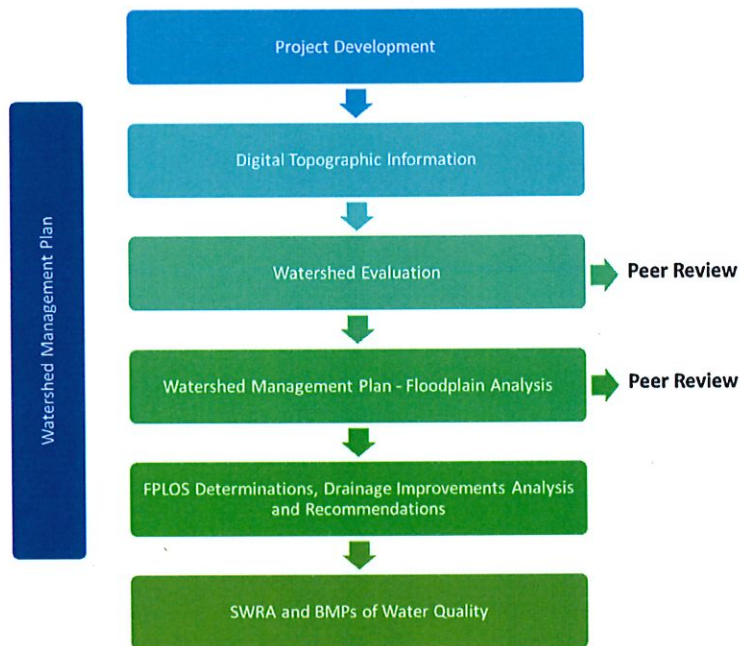 Project Development
Watershed Management Plan
Digital Topographic Information
Watershed Evaluation
Peer Review
Watershed Management Plan - Floodplain Analysis
Peer Review
FPLOS Determinations, Drainage Improvements Analysis
and Recommendations
SWRA and BMPs of Water Quality